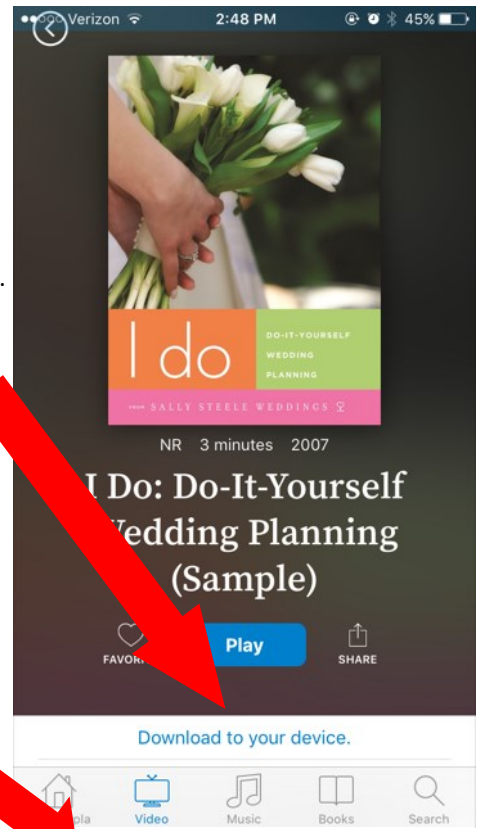 Verizon 2:48 PM 45%
.
I do
DO-IT-YOURSELF
WEDDING
PLANNING
FROM SALLY STEELE WEDDINGS
NR 3 minutes 2007
I Do: Do-It-Yourself
Wedding Planning
(Sample)
Play
SHARE
Download to your device.
Video Music Books Search